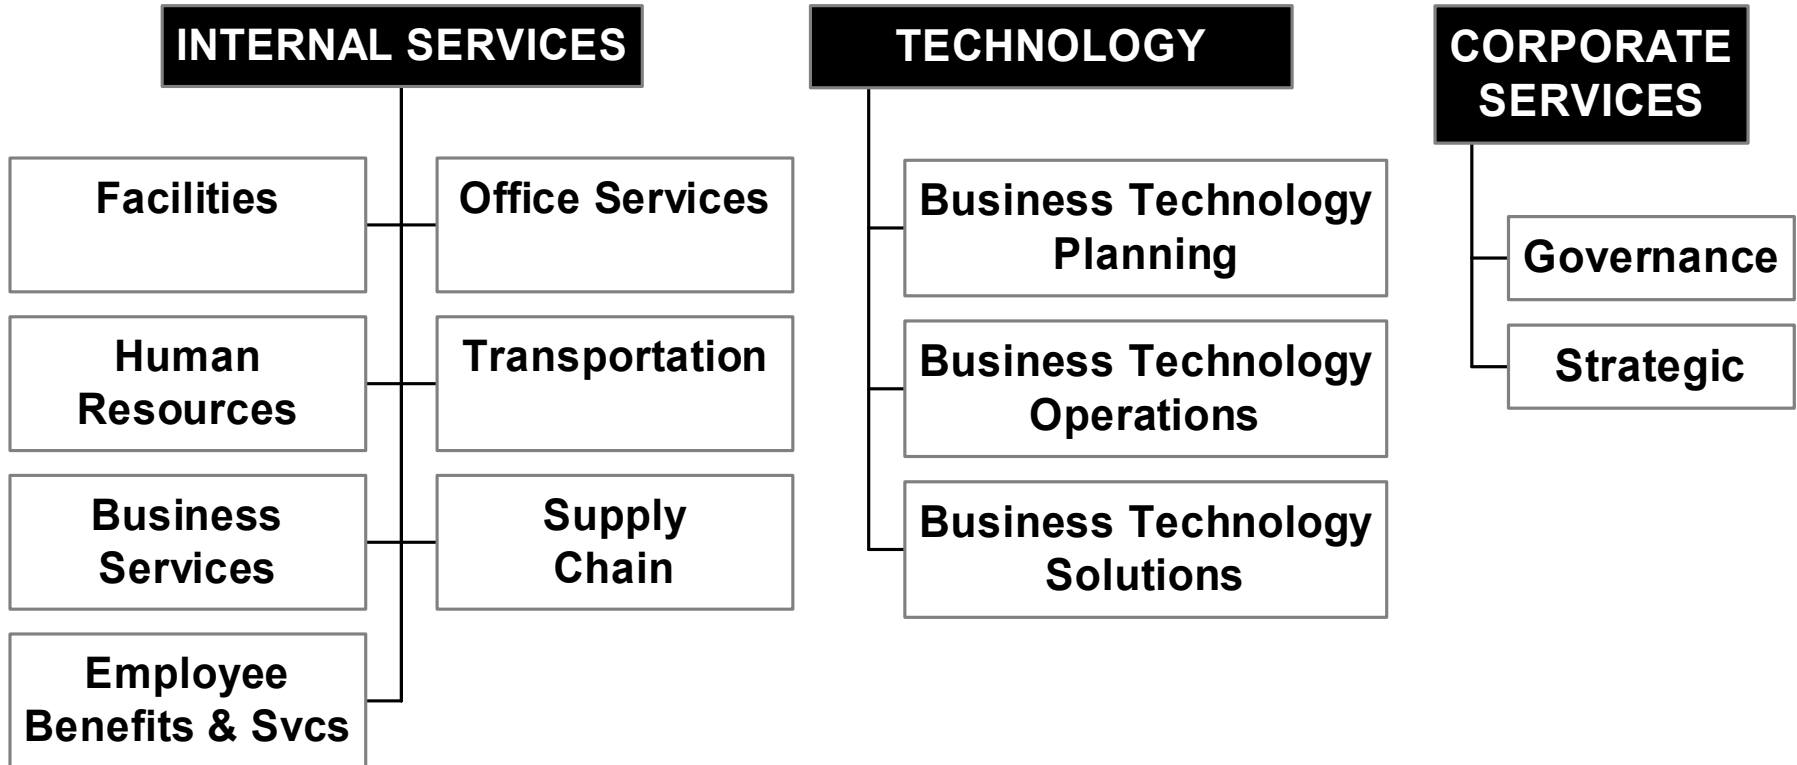 INTERNAL SERVICES
Facilities
Office Services
Human
Resources
Transportation
Business
Services
Supply
Chain
Employee
Benefits & Svcs
TECHNOLOGY
Business Technology
Planning
Business Technology
Operations
Business Technology
Solutions
CORPORATE
SERVICES
Governance
Strategic